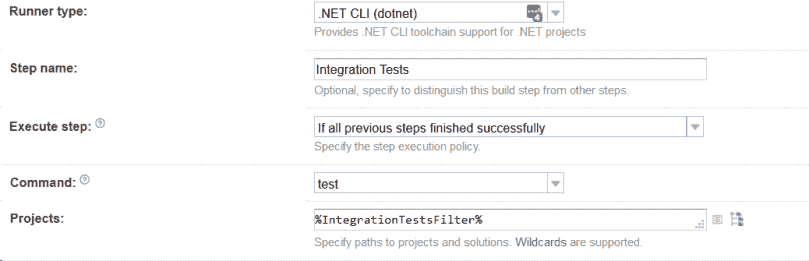 Runner type: .NET CLI (dotnet)
Provides .NET CLI toolchain support for .NET projects
Step name: Integration Tests
Optional, specify to distinguish this build step from other steps.
Execute step: If all previous steps finished successfully
Specify the step execution policy.
Command: test
Projects: %IntegrationTestsFilter%
Specify paths to projects and solutions. Wildcards are supported.